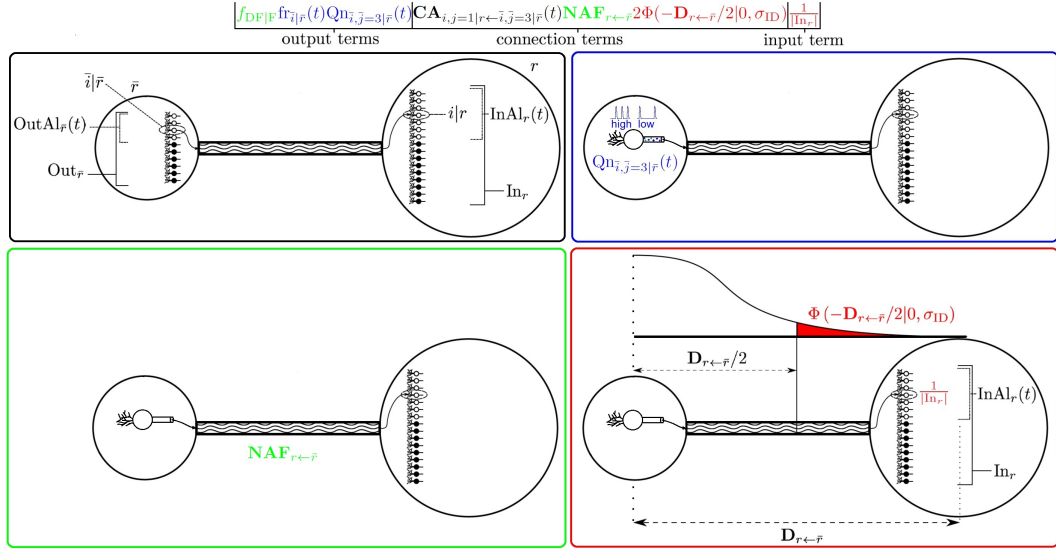 f_{DF|F} fr_{ī|r̄}(t) Qn_{ī,j̄=3|r̄}(t) CA_{i,j=1|r←ī,j̄=3|r̄}(t) NAF_{r←r̄} 2Φ(−D_{r←r̄}/2|0, σ_{ID}) 1/|In_r|
output terms connection terms input term
ī|r̄ r̄ r
OutAl_{r̄}(t) i|r InAl_r(t)
Out_{r̄} In_r
high low
Qn_{ī,j̄=3|r̄}(t)
NAF_{r←r̄}
Φ(−D_{r←r̄}/2|0, σ_{ID})
D_{r←r̄}/2
1/|In_r| InAl_r(t)
In_r
D_{r←r̄}